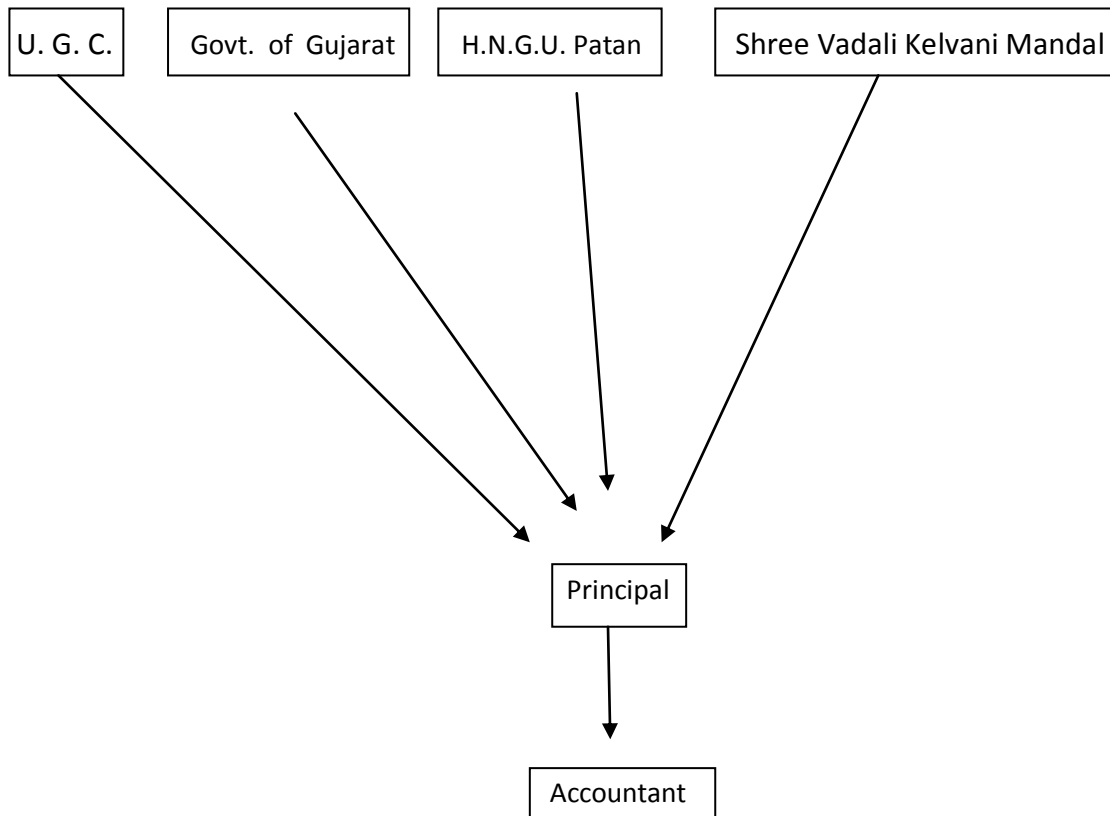 U. G. C.
Govt. of Gujarat
H.N.G.U. Patan
Shree Vadali Kelvani Mandal
Principal
Accountant